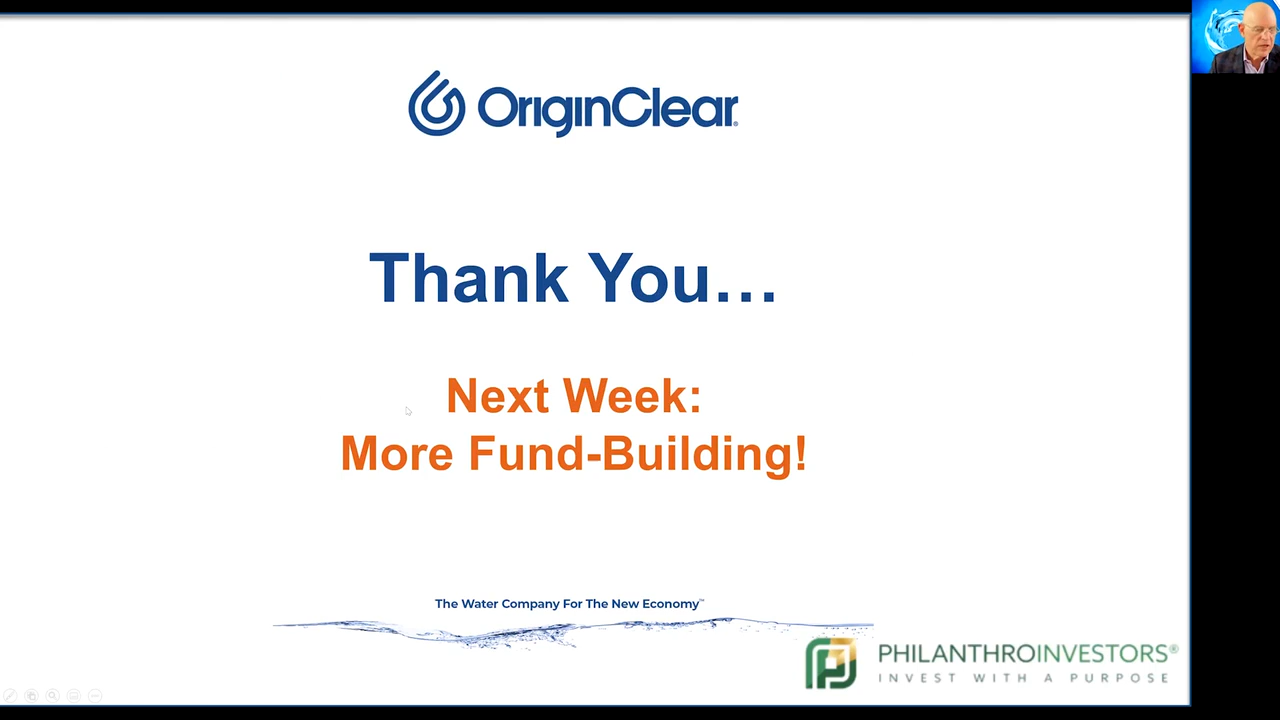 OriginClear®
Thank You...
Next Week:
More Fund-Building!
The Water Company For The New Economy™
PHILANTHROINVESTORS®
INVEST WITH A PURPOSE